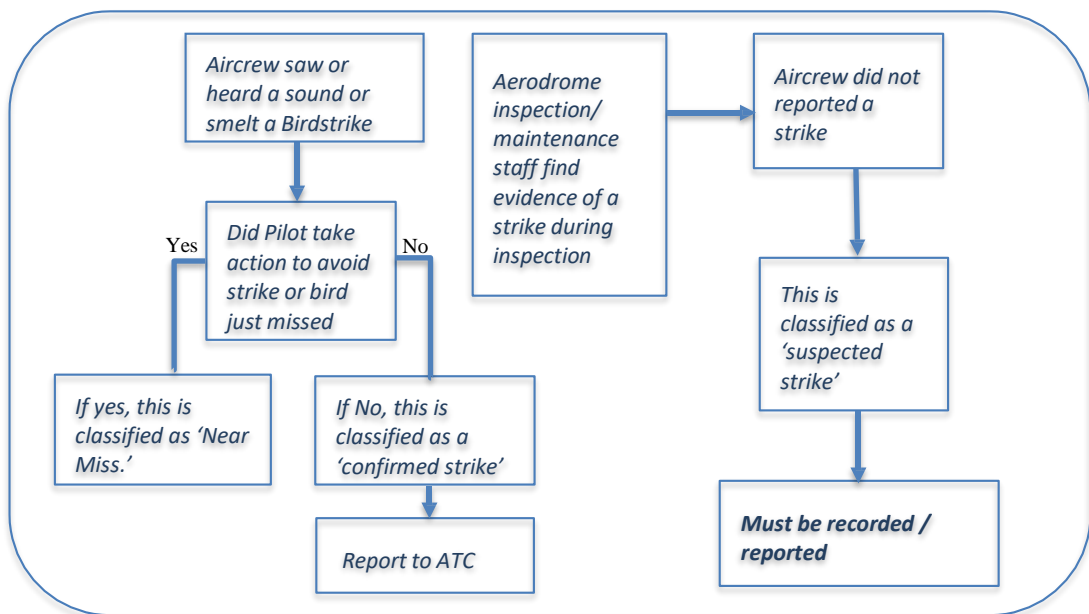 Aircrew saw or
heard a sound or
smelt a Birdstrike
Did Pilot take
action to avoid
strike or bird
just missed
Yes
No
If yes, this is
classified as ‘Near
Miss.’
If No, this is
classified as a
‘confirmed strike’
Report to ATC
Aerodrome
inspection/
maintenance
staff find
evidence of a
strike during
inspection
Aircrew did not
reported a
strike
This is
classified as a
‘suspected
strike’
Must be recorded /
reported